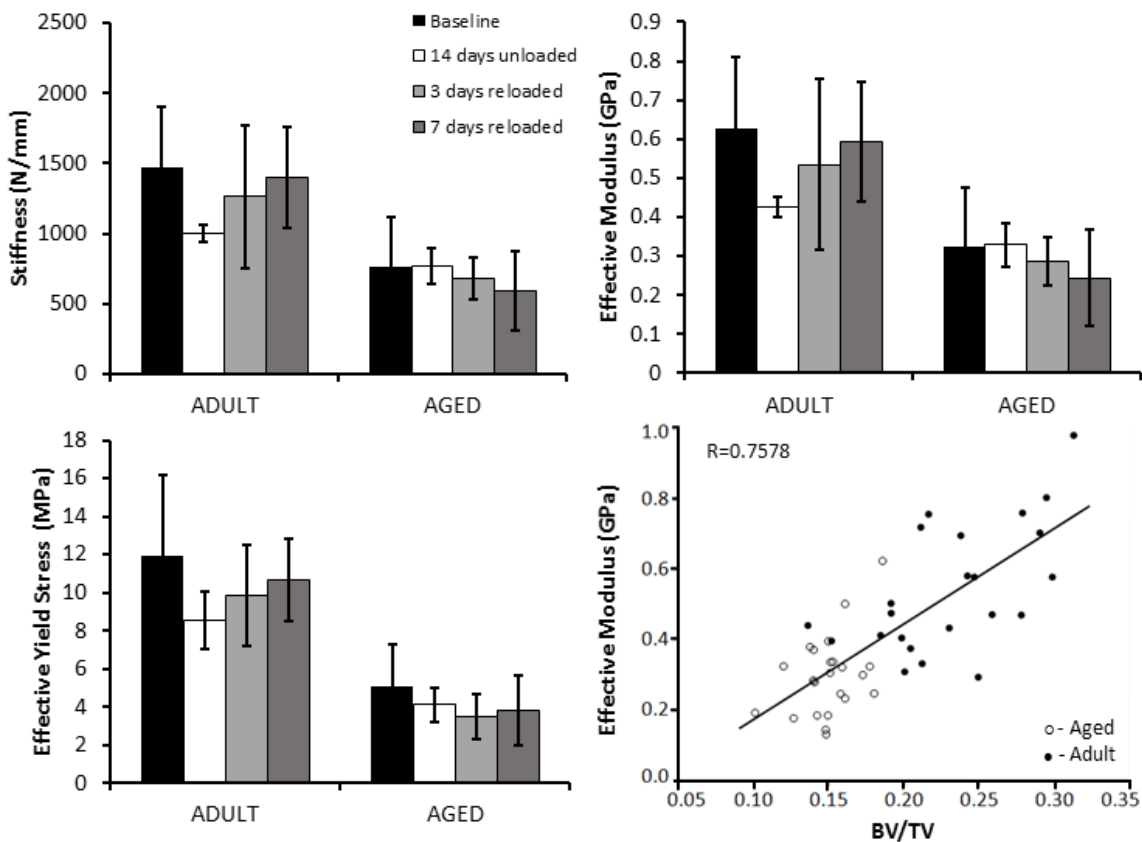 Stiffness (N/mm)
2500
2000
1500
1000
500
0
Baseline
14 days unloaded
3 days reloaded
7 days reloaded
ADULT
AGED
Effective Modulus (GPa)
0.9
0.8
0.7
0.6
0.5
0.4
0.3
0.2
0.1
0
ADULT
AGED
Effective Yield Stress (MPa)
18
16
14
12
10
8
6
4
2
0
ADULT
AGED
Effective Modulus (GPa)
1.0
0.8
0.6
0.4
0.2
0.0
R=0.7578
- Aged
- Adult
0.05
0.10
0.15
0.20
0.25
0.30
0.35
BV/TV